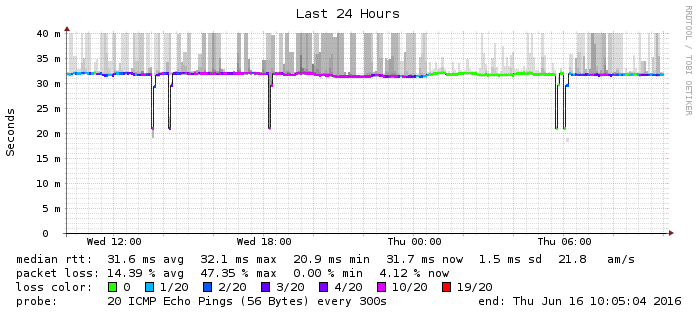 Last 24 Hours
RRDTOOL / TOBI OETIKER
Seconds
40 m
35 m
30 m
25 m
20 m
15 m
10 m
5 m
0
Wed 12:00 Wed 18:00 Thu 00:00 Thu 06:00
median rtt: 31.6 ms avg 32.1 ms max 20.9 ms min 31.7 ms now 1.5 ms sd 21.8 am/s
packet loss: 14.39 % avg 47.35 % max 0.00 % min 4.12 % now
loss color: 0 1/20 2/20 3/20 4/20 10/20 19/20
probe: 20 ICMP Echo Pings (56 Bytes) every 300s end: Thu Jun 16 10:05:04 2016